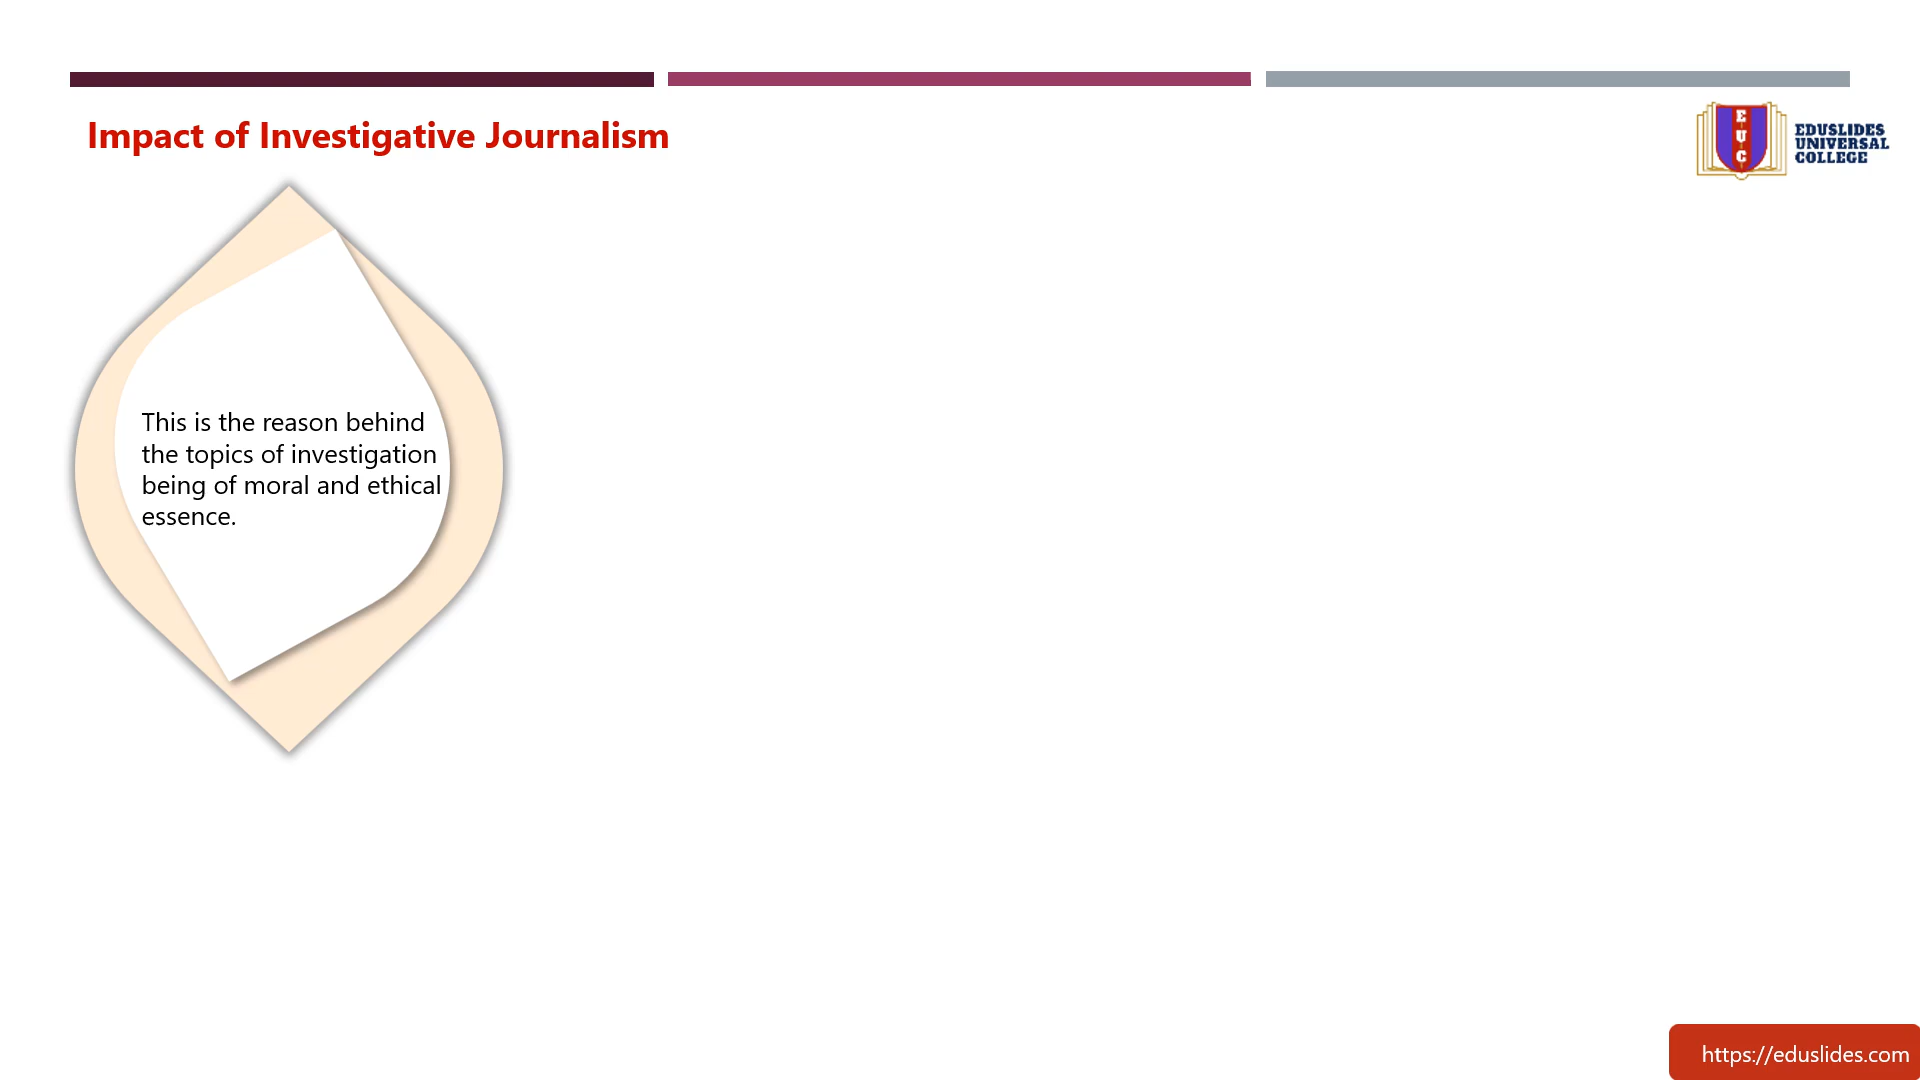 Impact of Investigative Journalism
E
U
C
EDUSLIDES
UNIVERSAL
COLLEGE
This is the reason behind
the topics of investigation
being of moral and ethical
essence.
https://eduslides.com